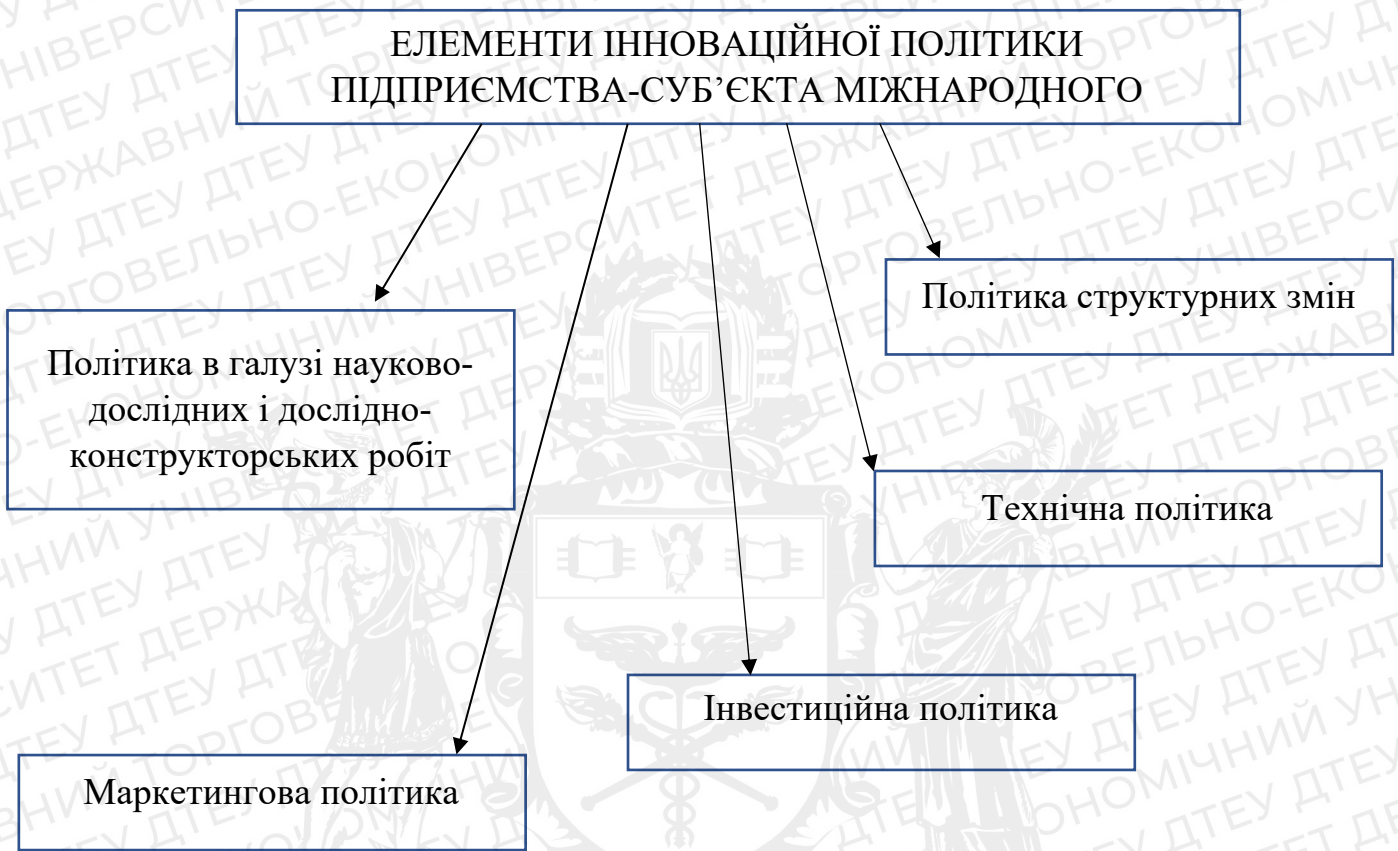 ЕЛЕМЕНТИ ІННОВАЦІЙНОЇ ПОЛІТИКИ
ПІДПРИЄМСТВА-СУБ’ЄКТА МІЖНАРОДНОГО
Політика структурних змін
Політика в галузі науково-
дослідних і дослідно-
конструкторських робіт
Технічна політика
Інвестиційна політика
Маркетингова політика